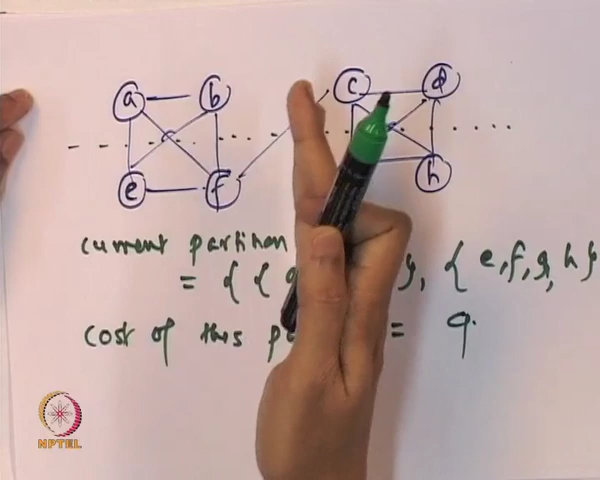 a b c d
e f h
current partition
= { { }, { e, f, g, h }
cost of this = 9.
NPTEL